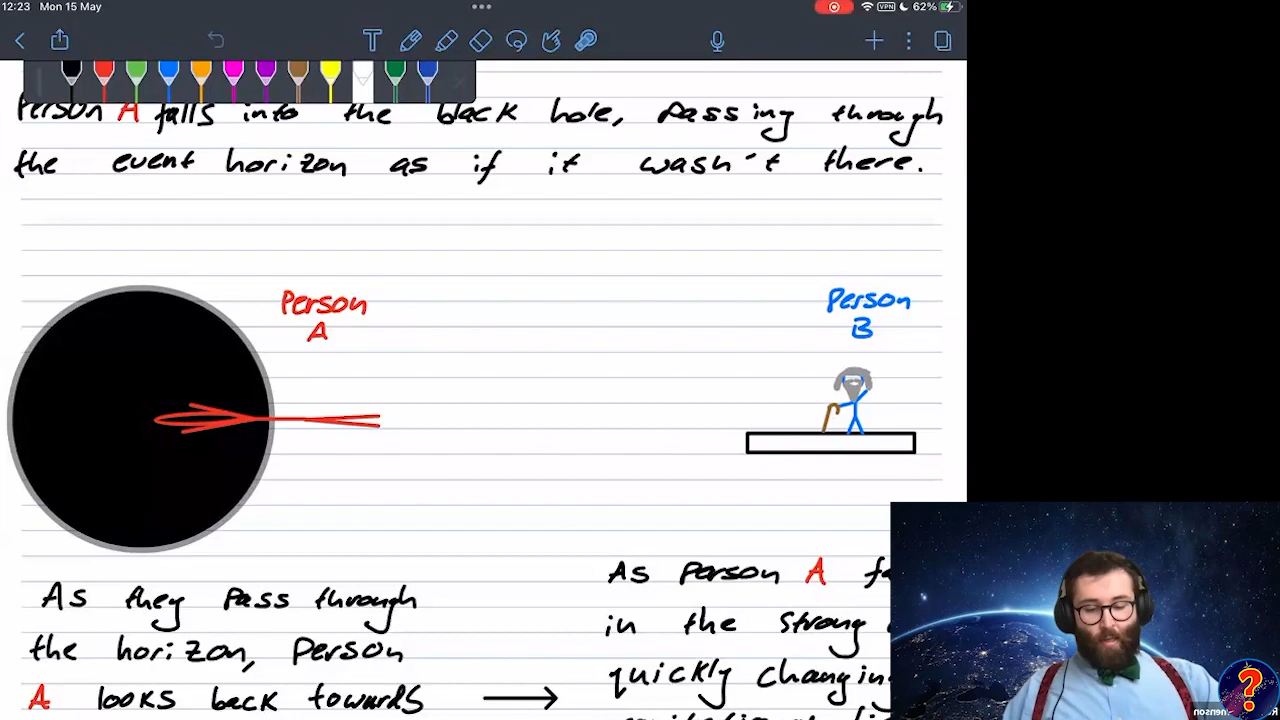 12:23 Mon 15 May
VPN 62%
Person A falls into the black hole, passing through
the event horizon as if it wasn't there.
Person
A
Person
B
As they pass through
the horizon, Person
A looks back towards
As person A
in the strong
quickly changing
?